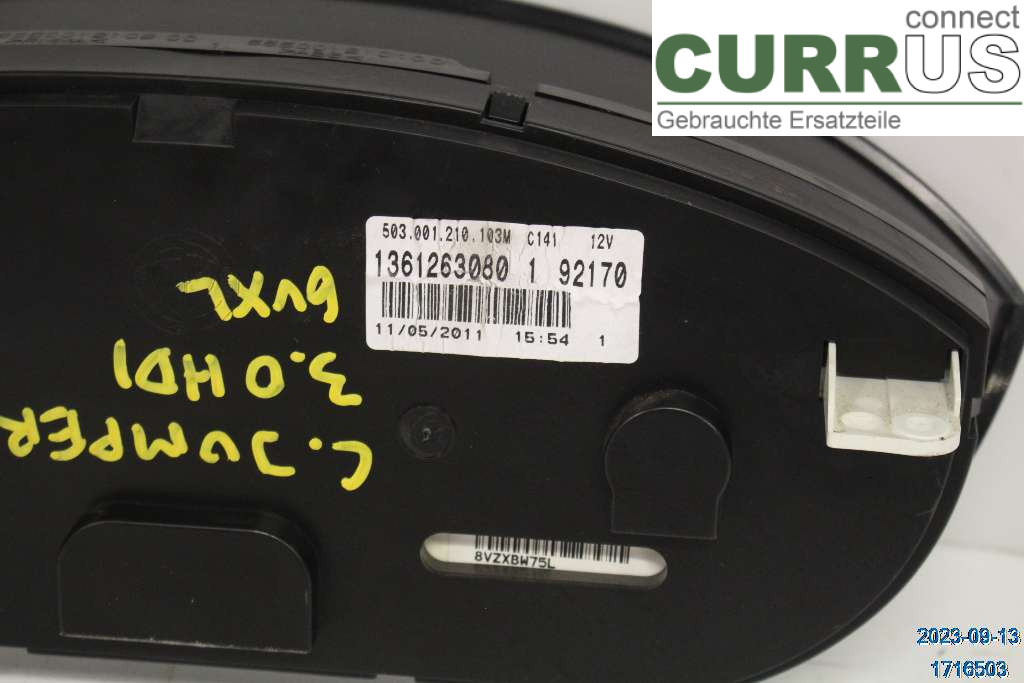 connect
CURRUS
Gebrauchte Ersatzteile
503.001.210.103M C141 12V
1361263080 1 92170
11/05/2011 15:54 1
6VXL
3.0 HDI
C.JUMPER
8VZXBW75L
2023-09-13
1716503